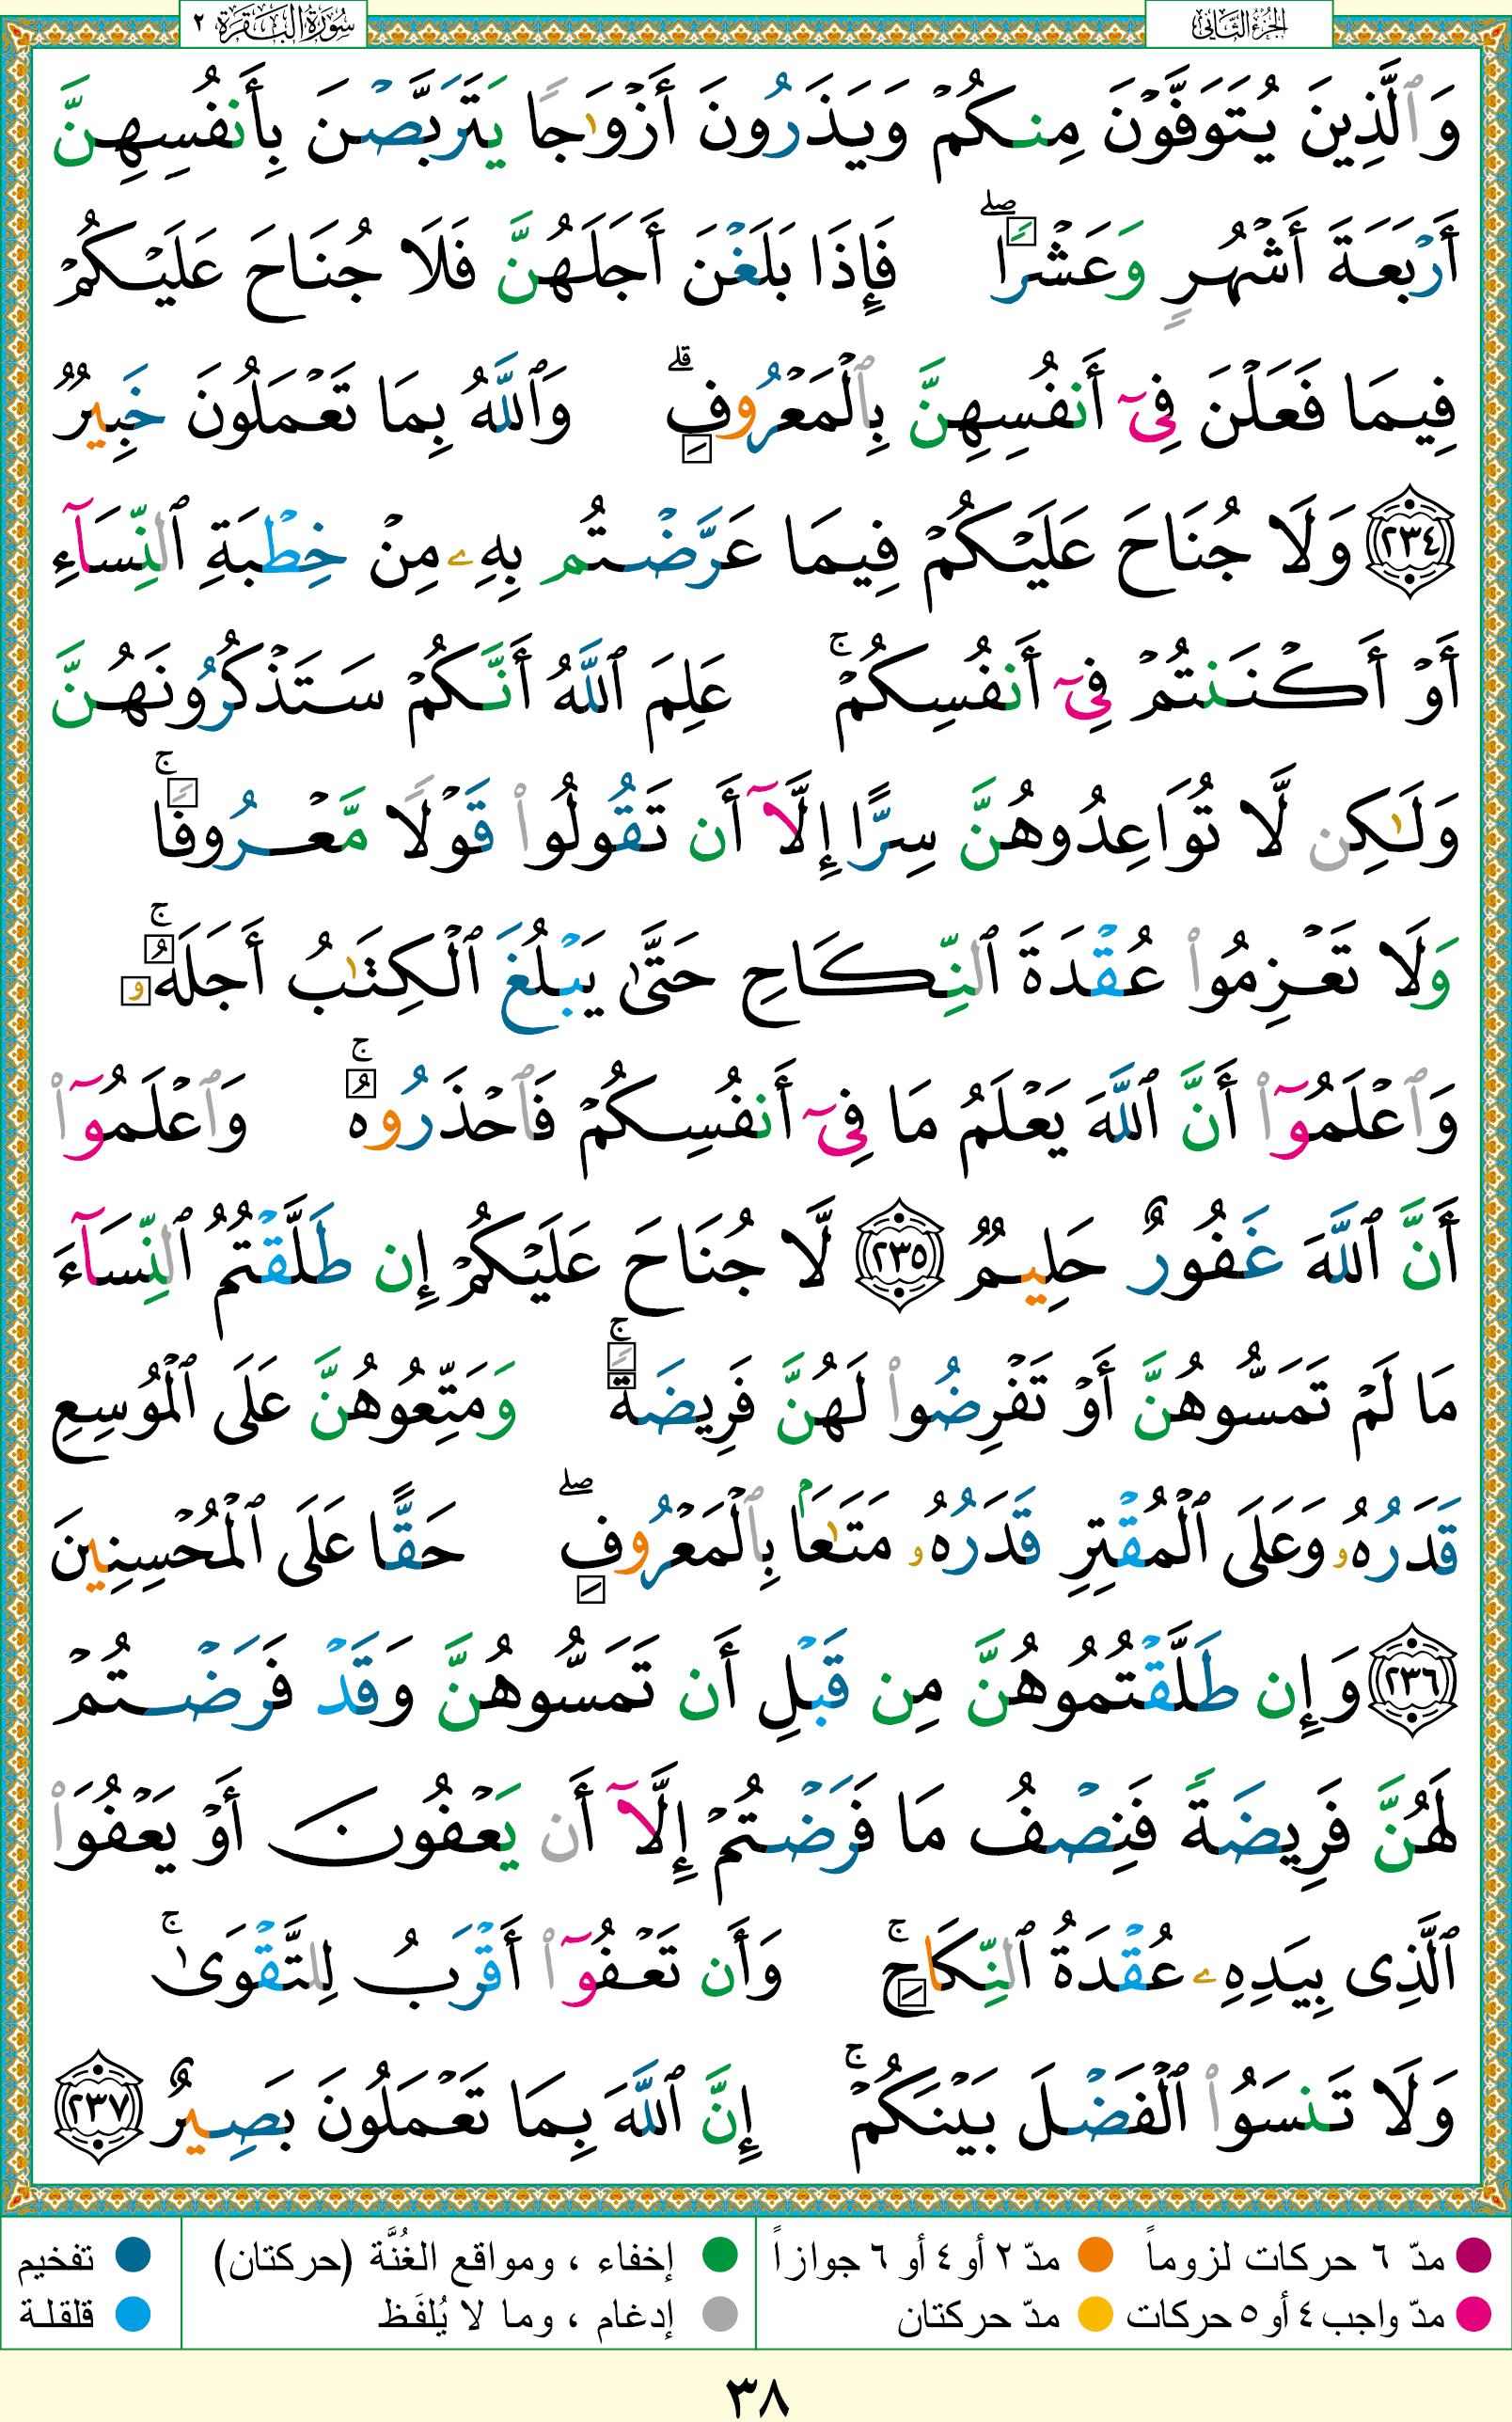 الجزء الثاني
سورة البقرة ٢
وَٱلَّذِينَ يُتَوَفَّوْنَ مِنكُمْ وَيَذَرُونَ أَزْوَٰجًا يَتَرَبَّصْنَ بِأَنفُسِهِنَّ
أَرْبَعَةَ أَشْهُرٍ وَعَشْرًا ۖ فَإِذَا بَلَغْنَ أَجَلَهُنَّ فَلَا جُنَاحَ عَلَيْكُمْ
فِيمَا فَعَلْنَ فِىٓ أَنفُسِهِنَّ بِٱلْمَعْرُوفِ ۗ وَٱللَّهُ بِمَا تَعْمَلُونَ خَبِيرٌ
٢٣٤ وَلَا جُنَاحَ عَلَيْكُمْ فِيمَا عَرَّضْتُم بِهِۦ مِنْ خِطْبَةِ ٱلنِّسَآءِ
أَوْ أَكْنَنتُمْ فِىٓ أَنفُسِكُمْ ۚ عَلِمَ ٱللَّهُ أَنَّكُمْ سَتَذْكُرُونَهُنَّ
وَلَـٰكِن لَّا تُوَاعِدُوهُنَّ سِرًّا إِلَّآ أَن تَقُولُوا۟ قَوْلًا مَّعْرُوفًا ۚ
وَلَا تَعْزِمُوا۟ عُقْدَةَ ٱلنِّكَاحِ حَتَّىٰ يَبْلُغَ ٱلْكِتَـٰبُ أَجَلَهُۥ ۚ
وَٱعْلَمُوٓا۟ أَنَّ ٱللَّهَ يَعْلَمُ مَا فِىٓ أَنفُسِكُمْ فَٱحْذَرُوهُ ۚ وَٱعْلَمُوٓا۟
أَنَّ ٱللَّهَ غَفُورٌ حَلِيمٌ ٢٣٥ لَّا جُنَاحَ عَلَيْكُمْ إِن طَلَّقْتُمُ ٱلنِّسَآءَ
مَا لَمْ تَمَسُّوهُنَّ أَوْ تَفْرِضُوا۟ لَهُنَّ فَرِيضَةً ۚ وَمَتِّعُوهُنَّ عَلَى ٱلْمُوسِعِ
قَدَرُهُۥ وَعَلَى ٱلْمُقْتِرِ قَدَرُهُۥ مَتَـٰعًۢا بِٱلْمَعْرُوفِ ۖ حَقًّا عَلَى ٱلْمُحْسِنِينَ
٢٣٦ وَإِن طَلَّقْتُمُوهُنَّ مِن قَبْلِ أَن تَمَسُّوهُنَّ وَقَدْ فَرَضْتُمْ
لَهُنَّ فَرِيضَةً فَنِصْفُ مَا فَرَضْتُمْ إِلَّآ أَن يَعْفُونَ أَوْ يَعْفُوَا۟
ٱلَّذِى بِيَدِهِۦ عُقْدَةُ ٱلنِّكَاحِ ۚ وَأَن تَعْفُوٓا۟ أَقْرَبُ لِلتَّقْوَىٰ ۚ
وَلَا تَنسَوُا۟ ٱلْفَضْلَ بَيْنَكُمْ ۚ إِنَّ ٱللَّهَ بِمَا تَعْمَلُونَ بَصِيرٌ ٢٣٧
مدّ ٦ حركات لزوماً مدّ ٢ أو ٤ أو ٦ جوازاً إخفاء ، ومواقع الغُنَّة (حركتان) تفخيم
مدّ واجب ٤ أو ٥ حركات مدّ حركتان إدغام ، وما لا يُلفَظ قلقلة
٣٨